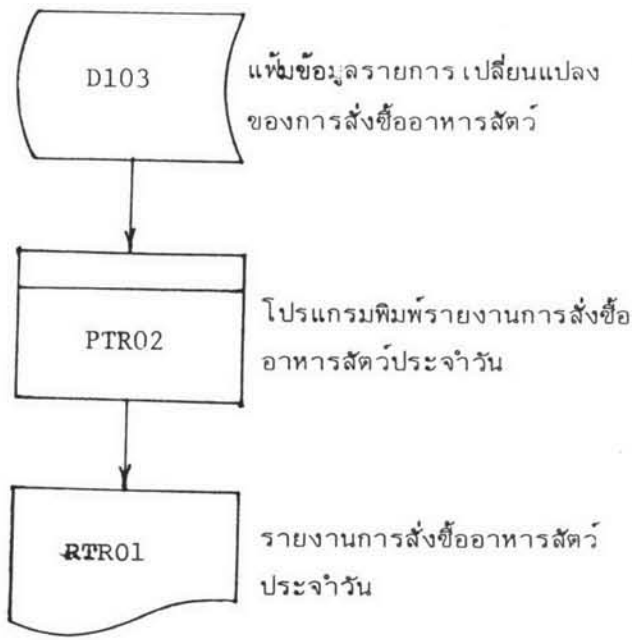 D103
แฟ้มข้อมูลรายการเปลี่ยนแปลง
ของการสั่งซื้ออาหารสัตว์
PTR02
โปรแกรมพิมพ์รายงานการสั่งซื้อ
อาหารสัตว์ประจำวัน
RTR01
รายงานการสั่งซื้ออาหารสัตว์
ประจำวัน